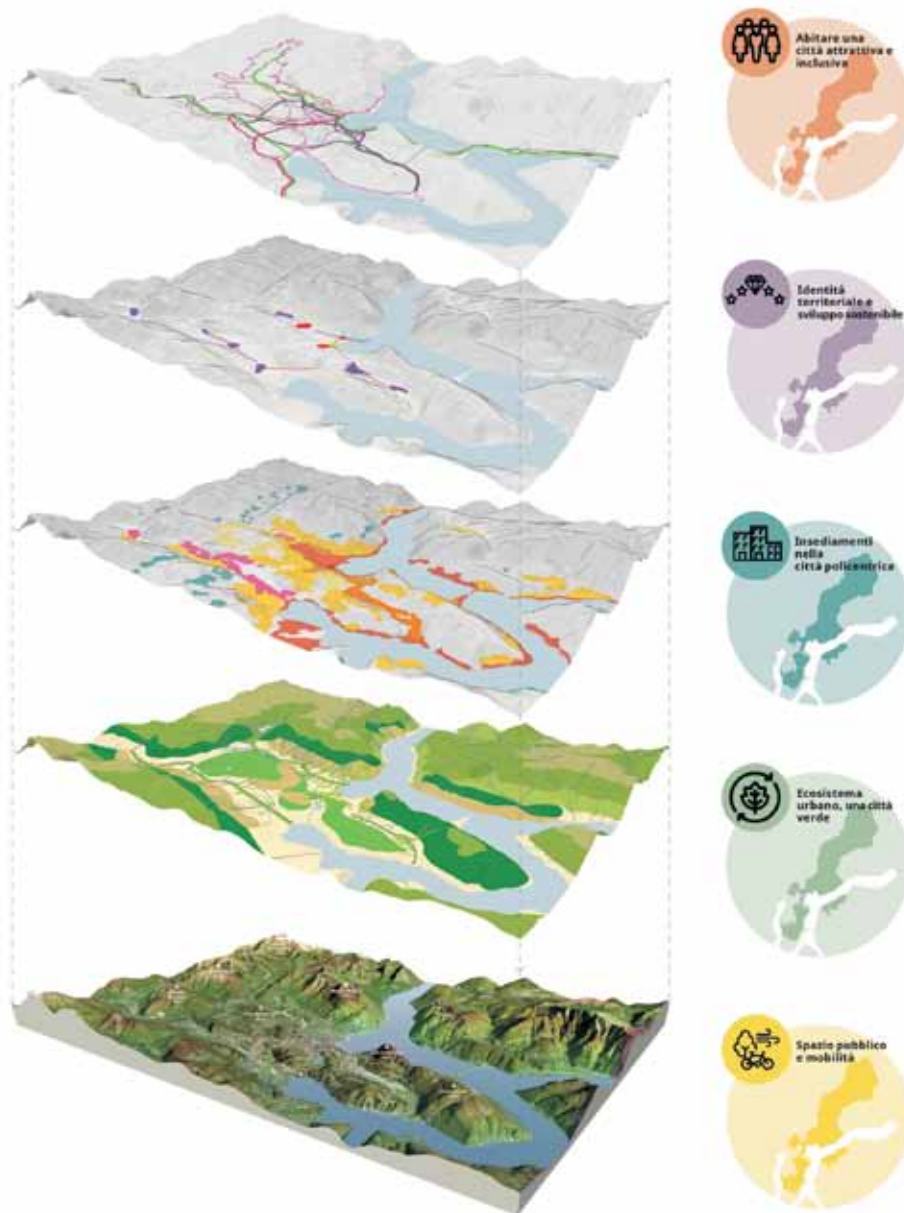 Abitare una
città attrattiva e
inclusiva
Identità
territoriale e
sviluppo sostenibile
Insediamenti
nella
città policentrica
Ecosistema
urbano, una città
verde
Spazio pubblico
e mobilità